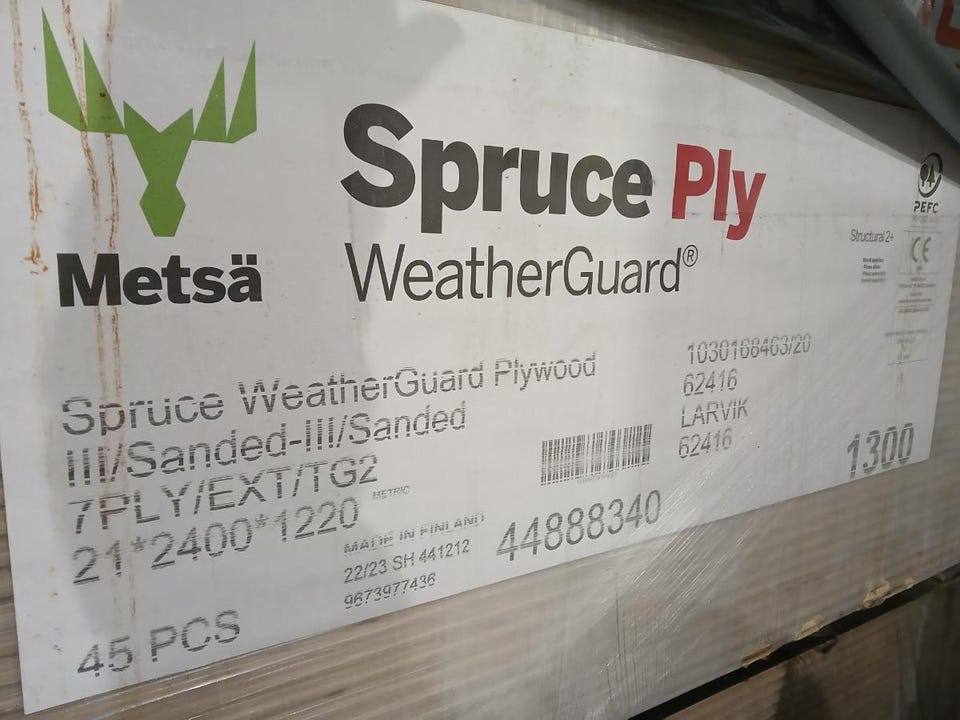 Metsä
Spruce Ply
WeatherGuard®
PEFC
Structural 2+
CE
Spruce WeatherGuard Plywood
III/Sanded-III/Sanded
7PLY/EXT/TG2
METRIC
21*2400*1220
45 PCS
MADE IN FINLAND
22/23 SH 441212
9673977436
44888340
1030168463/20
62416
LARVIK
62416
1300